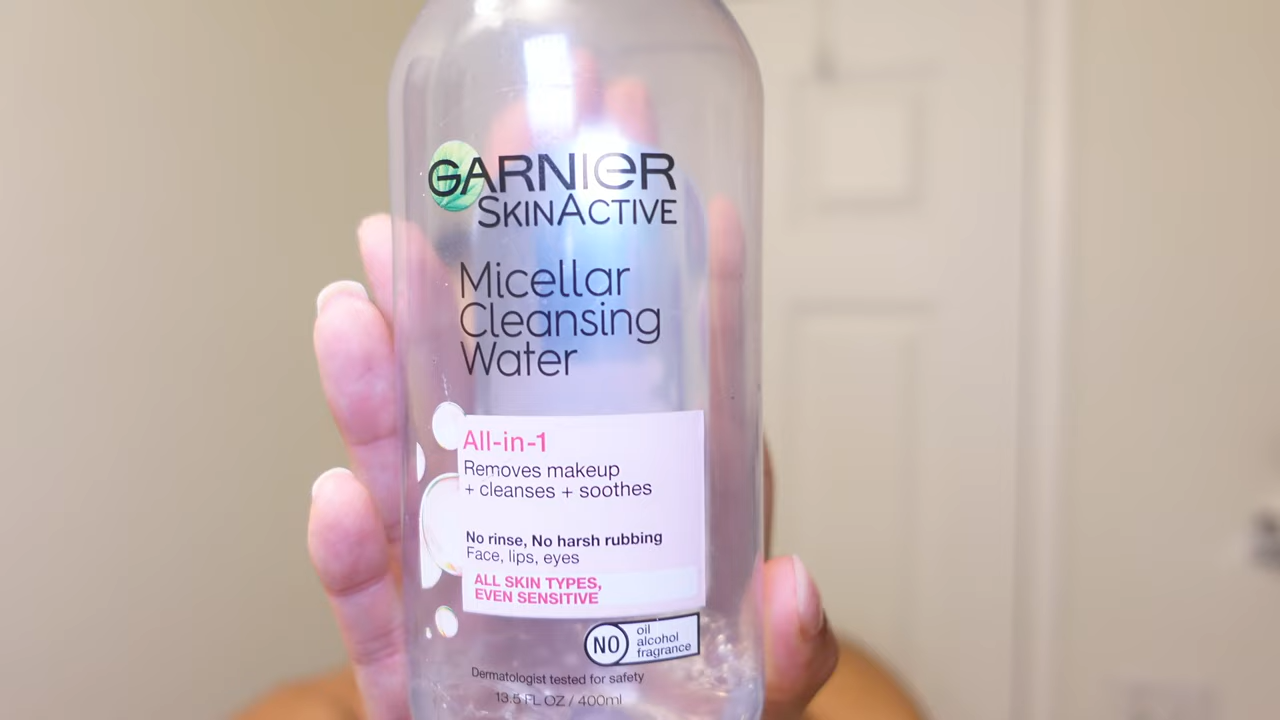 GARNIER
SKINACTIVE
Micellar
Cleansing
Water
All-in-1
Removes makeup
+ cleanses + soothes
No rinse, No harsh rubbing
Face, lips, eyes
ALL SKIN TYPES,
EVEN SENSITIVE
NO
oil
alcohol
fragrance
Dermatologist tested for safety
13.5 FL OZ / 400ml